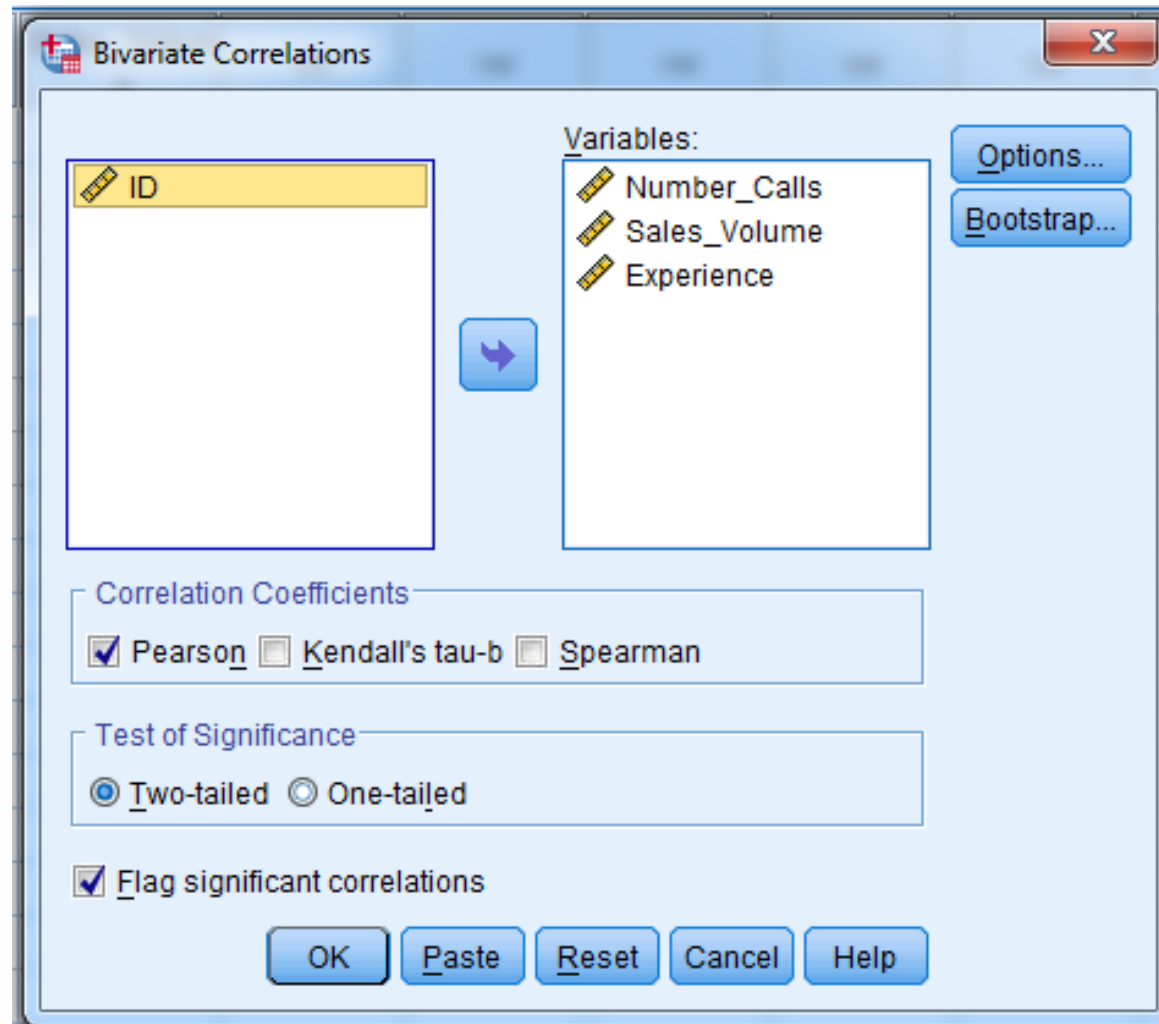 Bivariate Correlations
X
ID
Variables:
Number_Calls
Sales_Volume
Experience
Options...
Bootstrap...
Correlation Coefficients
Pearson Kendall's tau-b Spearman
Test of Significance
Two-tailed One-tailed
Flag significant correlations
OK Paste Reset Cancel Help